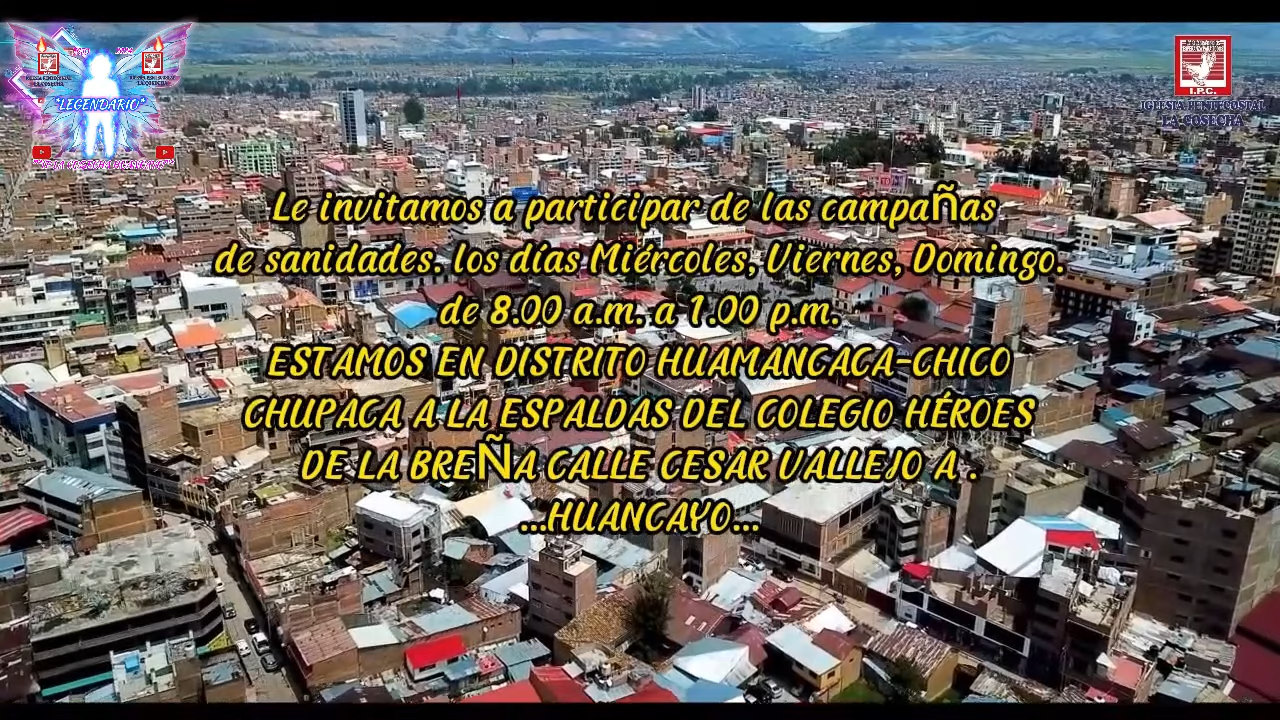 "LEGENDARIO"
I.P.C.
IGLESIA PENTECOSTAL
LA COSECHA
Le invitamos a participar de las campañas
de sanidades. los días Miércoles, Viernes, Domingo.
de 8.00 a.m. a 1.00 p.m.
ESTAMOS EN DISTRITO HUAMANCACA-CHICO
CHUPACA A LA ESPALDAS DEL COLEGIO HÉROES
DE LA BREÑA CALLE CESAR VALLEJO A .
...HUANCAYO...